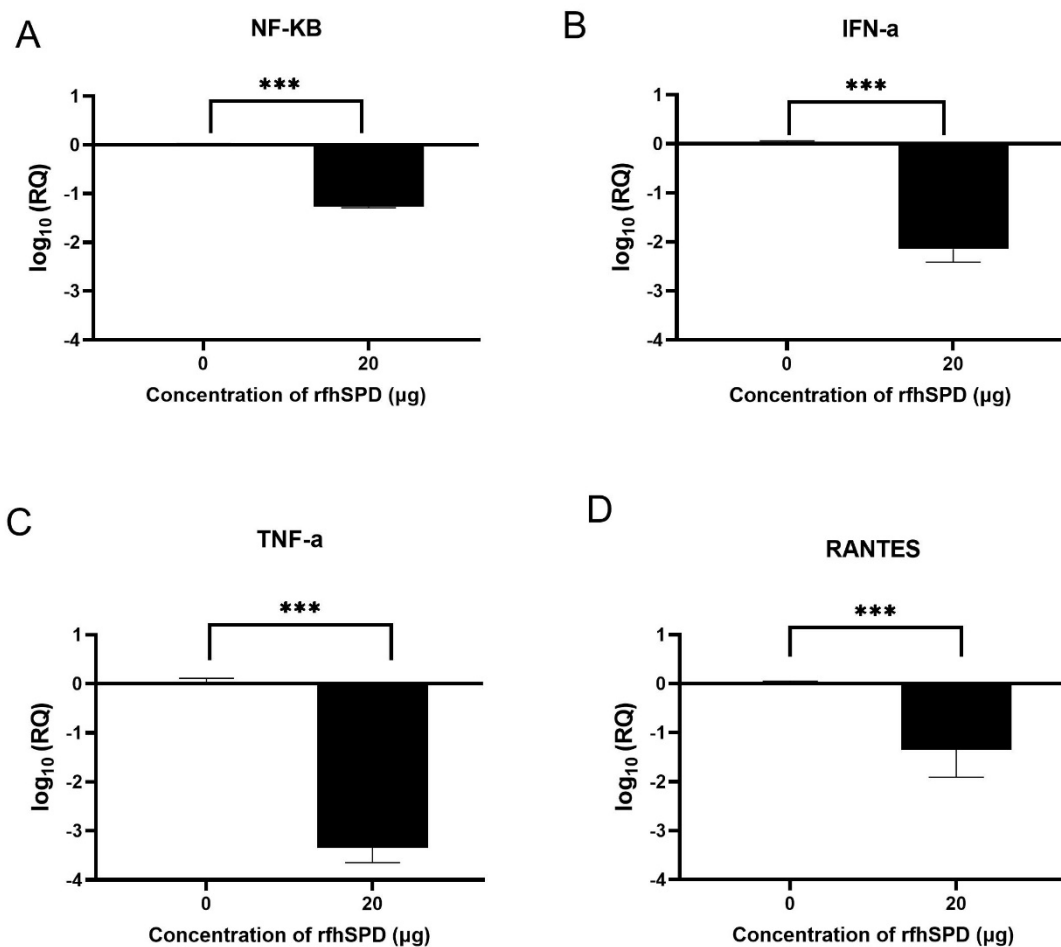 A
NF-KB
***
1
0
-1
-2
-3
-4
log10 (RQ)
0
20
Concentration of rfhSPD (µg)
B
IFN-a
***
1
0
-1
-2
-3
-4
log10 (RQ)
0
20
Concentration of rfhSPD (µg)
C
TNF-a
***
1
0
-1
-2
-3
-4
log10 (RQ)
0
20
Concentration of rfhSPD (µg)
D
RANTES
***
1
0
-1
-2
-3
-4
log10 (RQ)
0
20
Concentration of rfhSPD (µg)